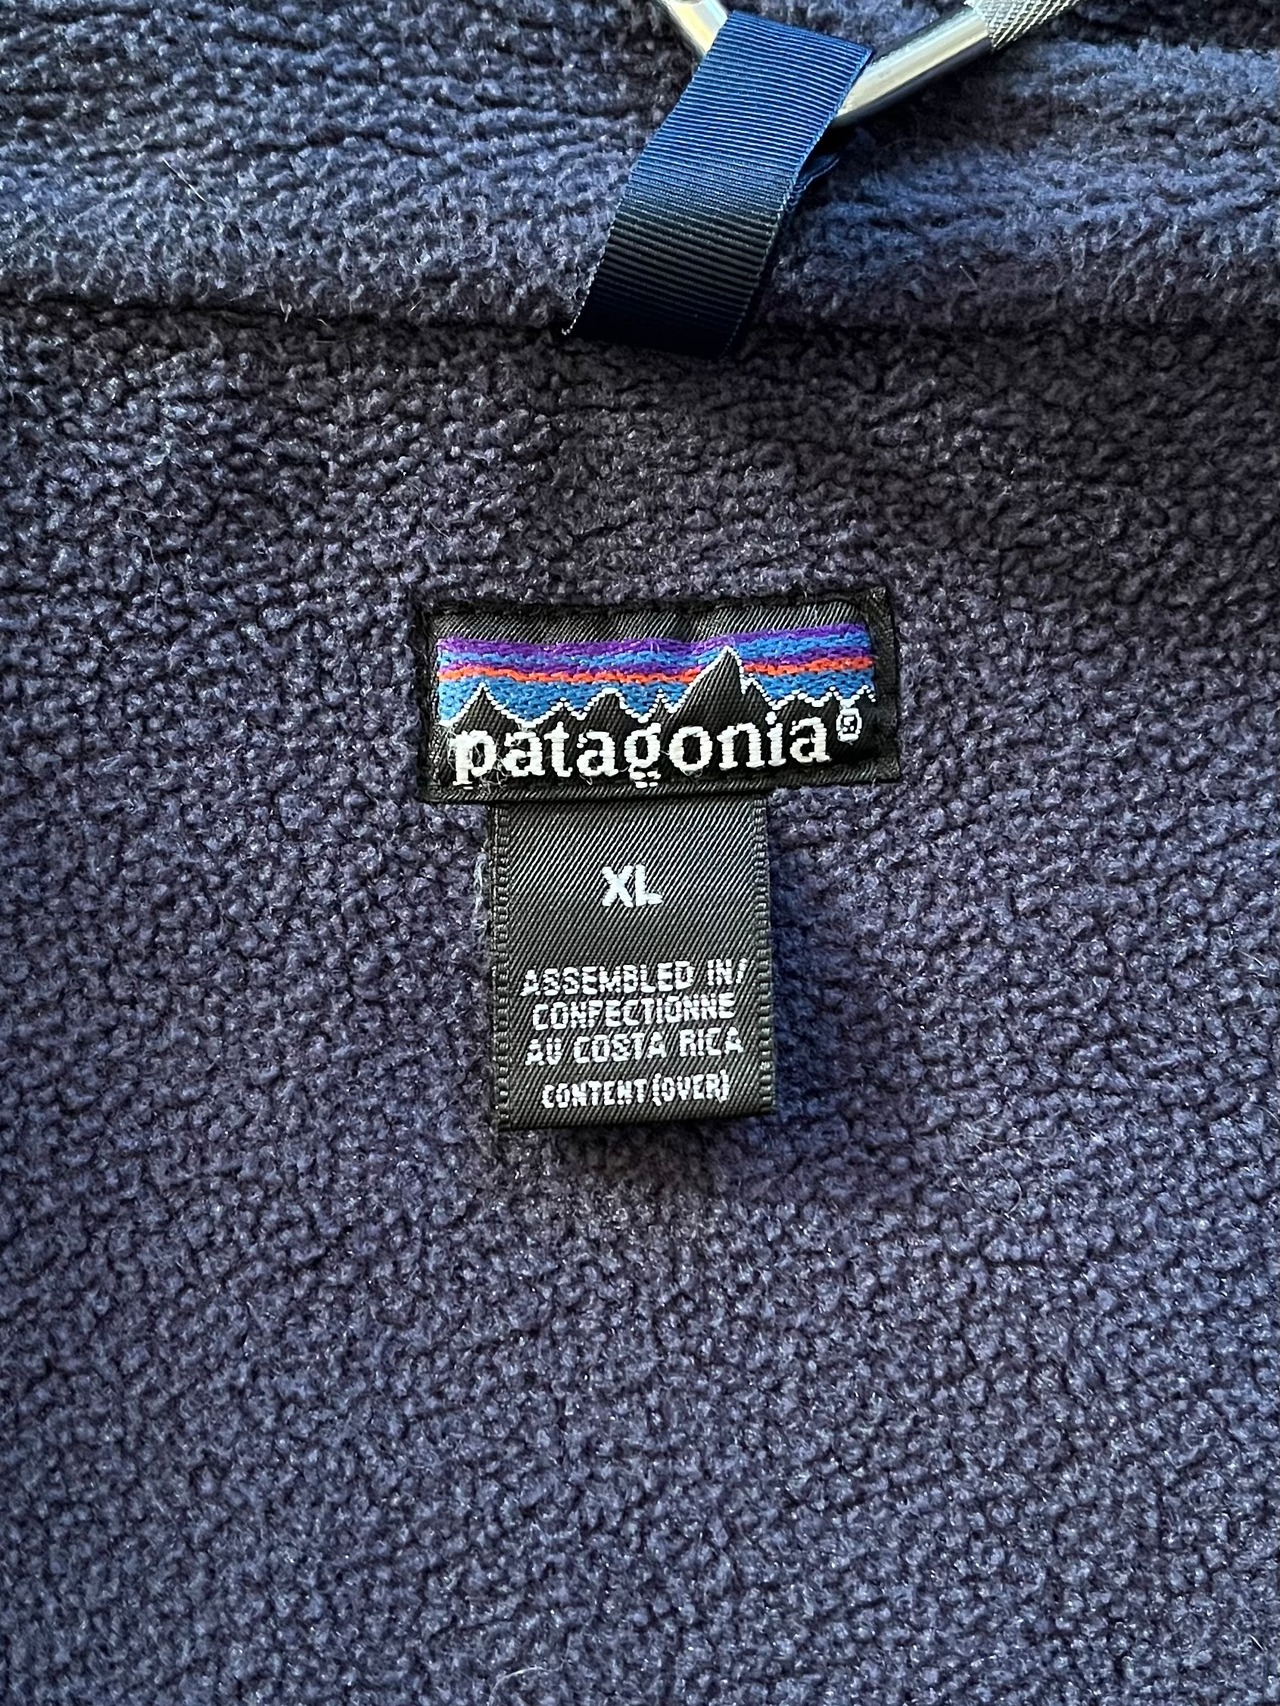 patagonia®
XL
ASSEMBLED IN/
CONFECTIONNE
AU COSTA RICA
CONTENT (OVER)